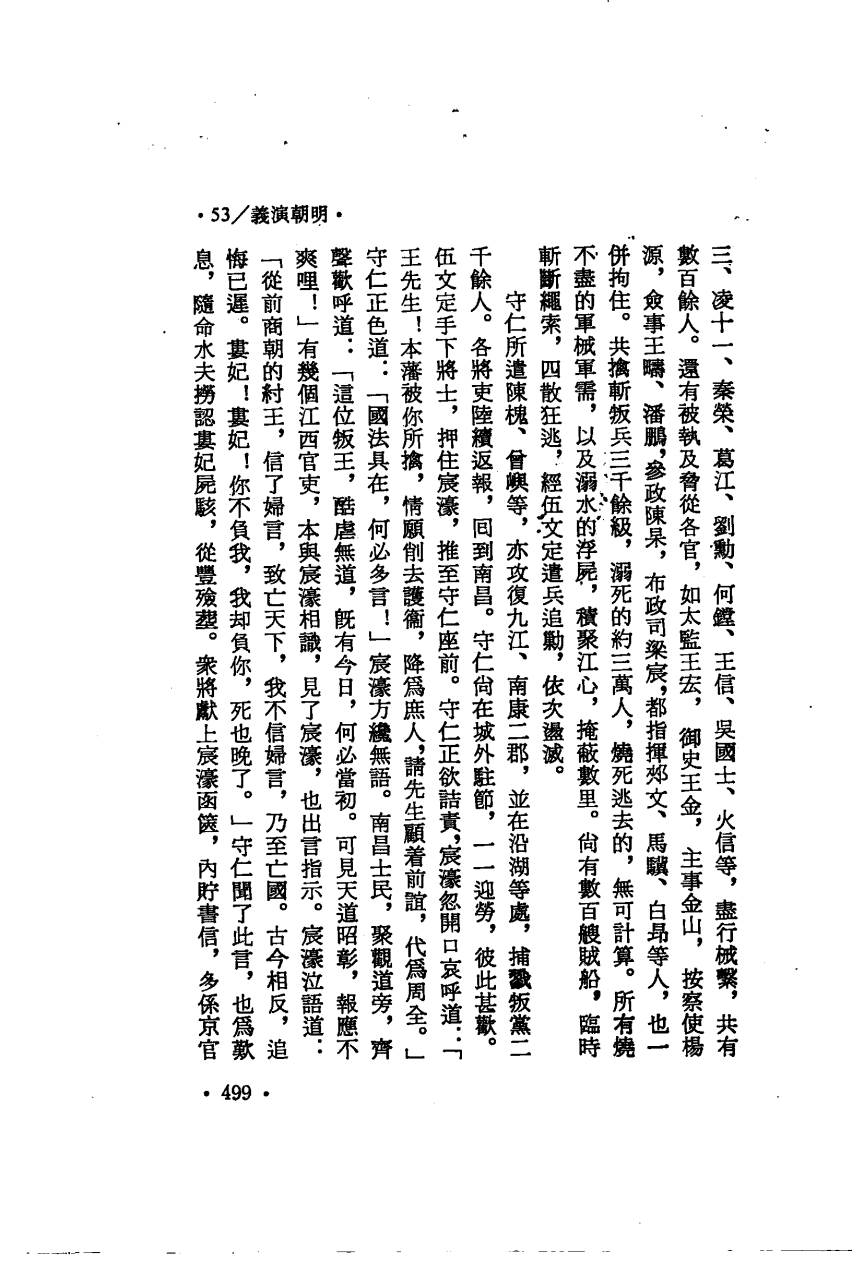 ·明朝演義/53·
三、凌十一、秦榮、葛江、劉勳、何鏜、王信、吳國士、火信等，盡行械繫，共有
數百餘人。還有被執及脅從各官，如太監王宏，御史王金，主事金山，按察使楊
源，僉事王疇、潘鵬，參政陳杲，布政司梁宸，都指揮郟文、馬驥、白昂等人，也一
併拘住。共擒斬叛兵三千餘級，溺死的約三萬人，燒死逃去的，無可計算。所有燒
不盡的軍械軍需，以及溺水的浮屍，積聚江心，掩蔽數里。尚有數百艘賊船，臨時
斬斷繩索，四散狂逃，經伍文定遣兵追勦，依次盪滅。
守仁所遣陳槐、曾嶼等，亦攻復九江、南康二郡，並在沿湖等處，捕戮叛黨二
千餘人。各將吏陸續返報，回到南昌。守仁尚在城外駐節，一一迎勞，彼此甚歡。
伍文定手下將士，押住宸濠，推至守仁座前。守仁正欲詰責，宸濠忽開口哀呼道：「
王先生！本藩被你所擒，情願削去護衞，降爲庶人，請先生顧着前誼，代爲周全。」
守仁正色道：「國法具在，何必多言！」宸濠方纔無語。南昌士民，聚觀道旁，齊
聲歡呼道：「這位叛王，酷虐無道，旣有今日，何必當初。可見天道昭彰，報應不
爽哩！」有幾個江西官吏，本與宸濠相識，見了宸濠，也出言指示。宸濠泣語道：
「從前商朝的紂王，信了婦言，致亡天下，我不信婦言，乃至亡國。古今相反，追
悔已遲。婁妃！婁妃！你不負我，我却負你，死也晚了。」守仁聞了此言，也爲歎
息，隨命水夫撈認婁妃屍骸，從豐殮葬。衆將獻上宸濠函篋，內貯書信，多係京官
·499·